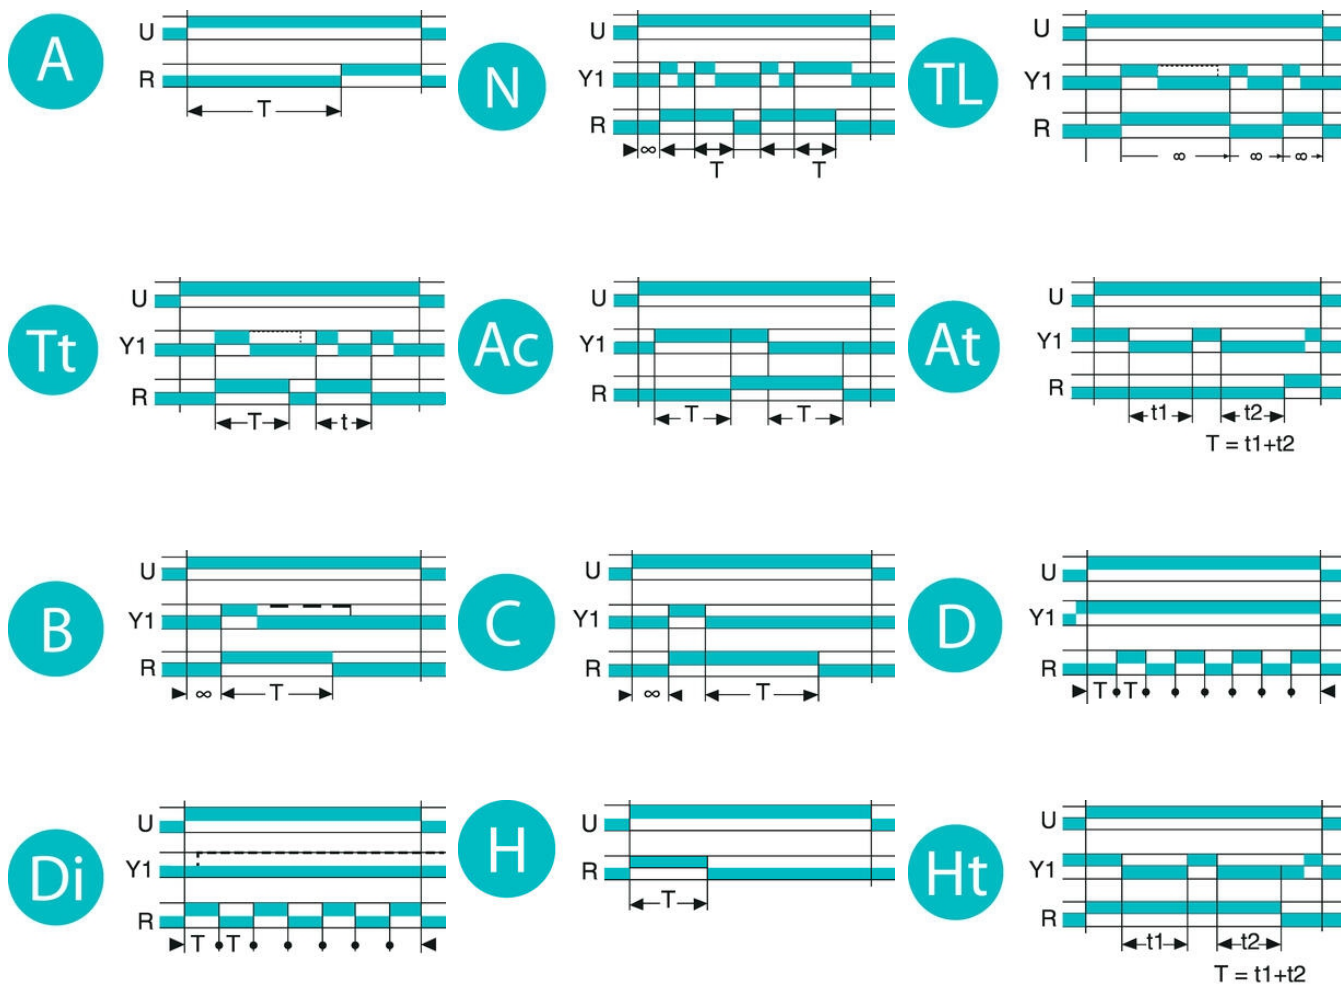 A
U
R
T
N
U
Y1
R
∞
T
T
TL
U
Y1
R
∞ ∞ ∞
Tt
U
Y1
R
T t
Ac
U
Y1
R
T T
At
U
Y1
R
t1 t2
T = t1+t2
B
U
Y1
R
∞ T
C
U
Y1
R
∞ T
D
U
Y1
R
T T
Di
U
Y1
R
T T
H
U
R
T
Ht
U
Y1
R
t1 t2
T = t1+t2